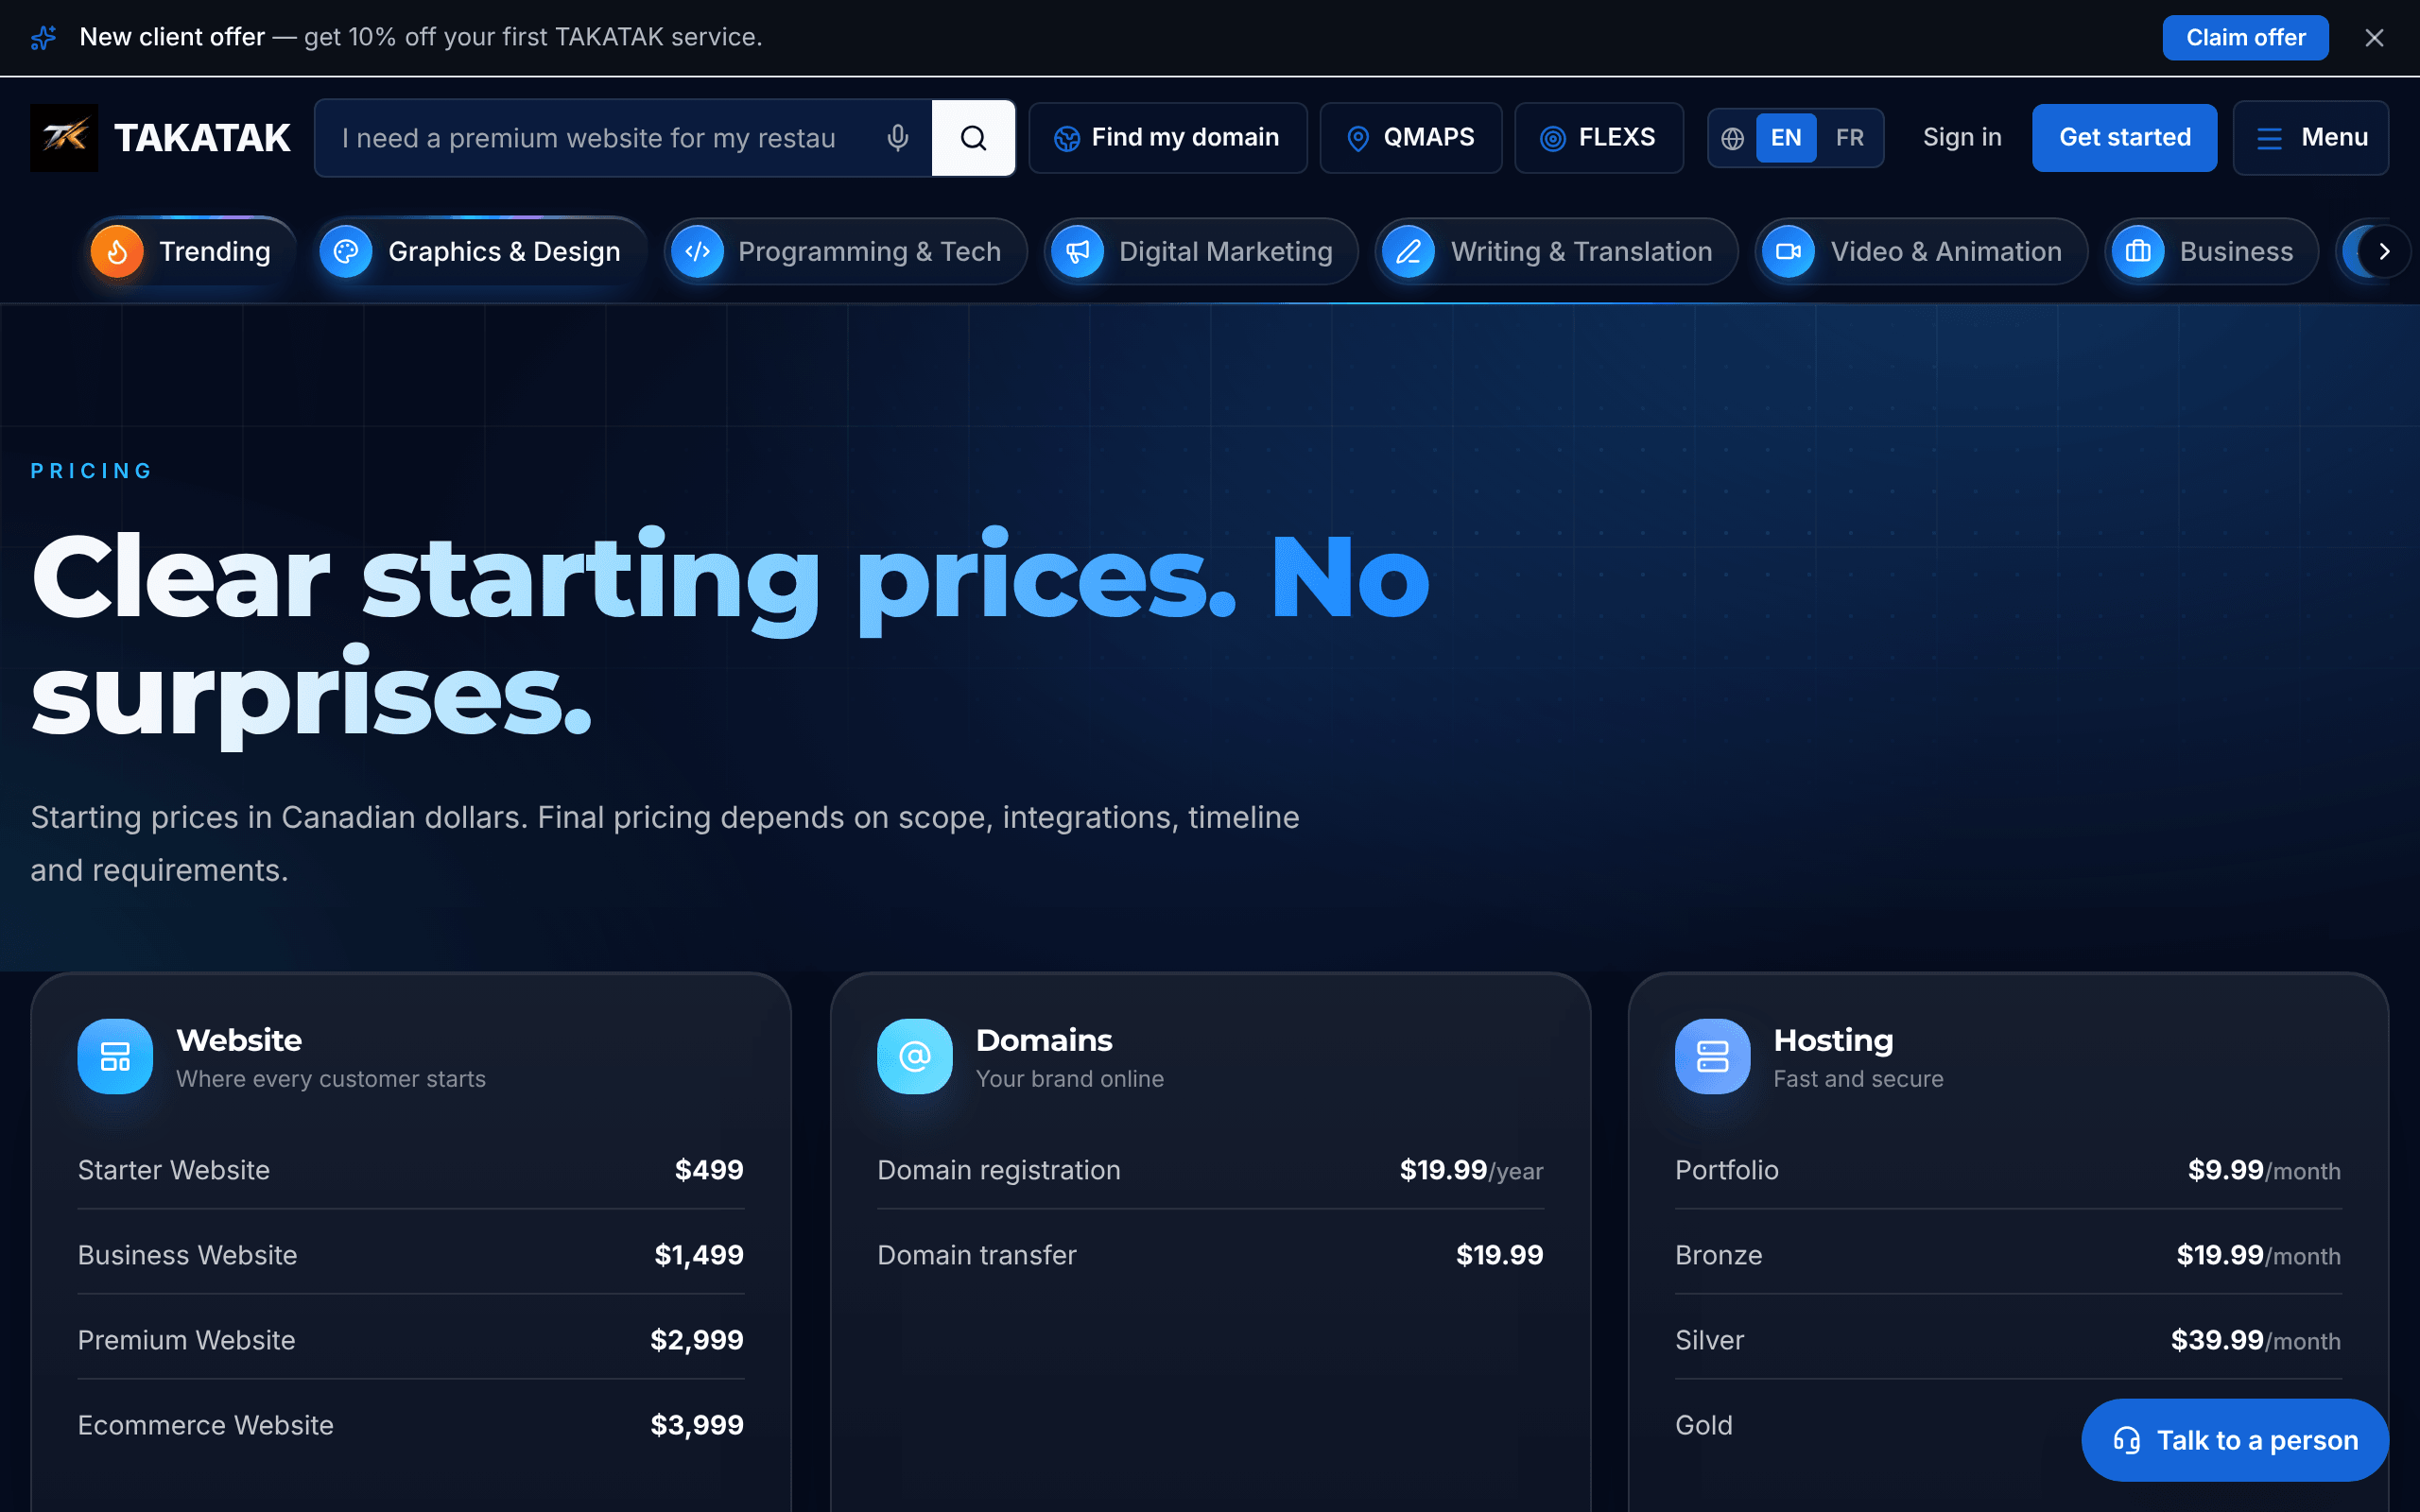 New client offer — get 10% off your first TAKATAK service.
Claim offer
TAKATAK
I need a premium website for my restau
Find my domain
QMAPS
FLEXS
EN
FR
Sign in
Get started
Menu
Trending
Graphics & Design
Programming & Tech
Digital Marketing
Writing & Translation
Video & Animation
Business
PRICING
Clear starting prices. No
surprises.
Starting prices in Canadian dollars. Final pricing depends on scope, integrations, timeline
and requirements.
Website
Where every customer starts
Starter Website $499
Business Website $1,499
Premium Website $2,999
Ecommerce Website $3,999
Domains
Your brand online
Domain registration $19.99/year
Domain transfer $19.99
Hosting
Fast and secure
Portfolio $9.99/month
Bronze $19.99/month
Silver $39.99/month
Gold
Talk to a person